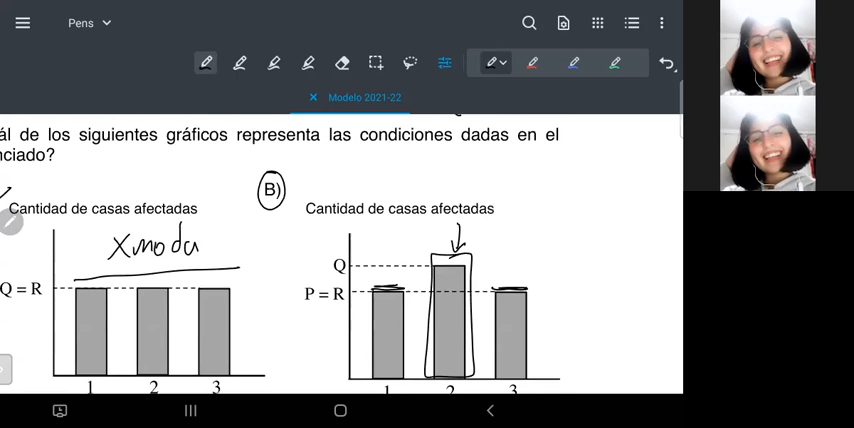 Pens
Modelo 2021-22
ál de los siguientes gráficos representa las condiciones dadas en el
nciado?
B)
Cantidad de casas afectadas
Cantidad de casas afectadas
X moda
Q
Q = R
P = R
1 2 3
1 2 3